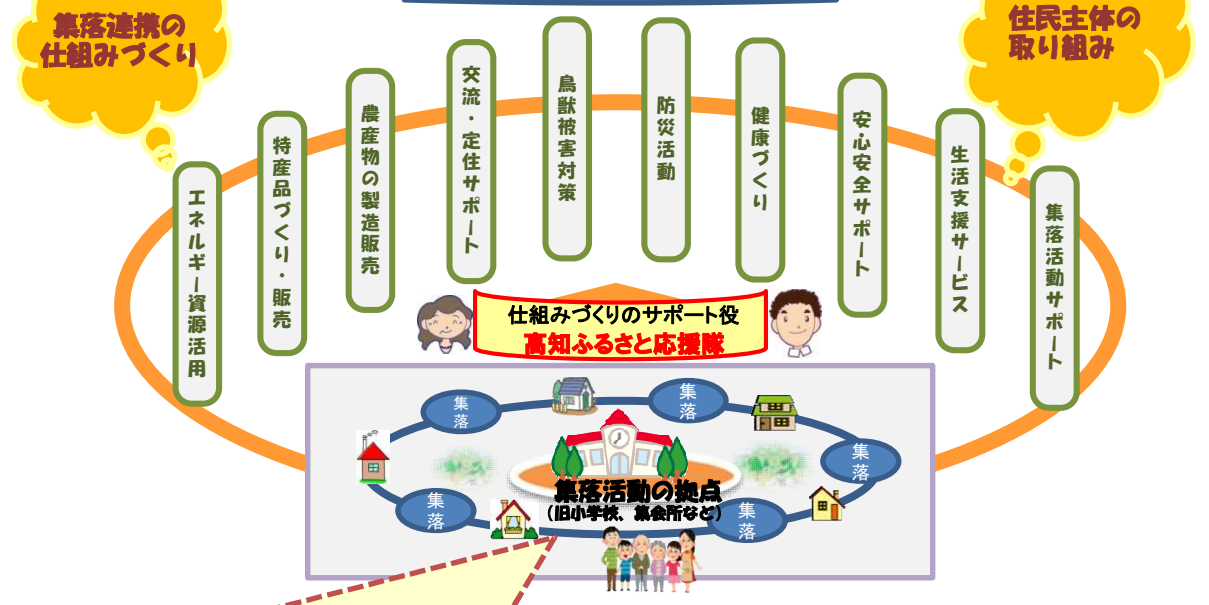 集落連携の
仕組みづくり
住民主体の
取り組み
エネルギー資源活用
特産品づくり・販売
農産物の製造販売
交流・定住サポート
鳥獣被害対策
防災活動
健康づくり
安心安全サポート
生活支援サービス
集落活動サポート
仕組みづくりのサポート役
高知ふるさと応援隊
集
落
集
落
集
落
集落活動の拠点
(旧小学校、集会所など)
集
落
集
落